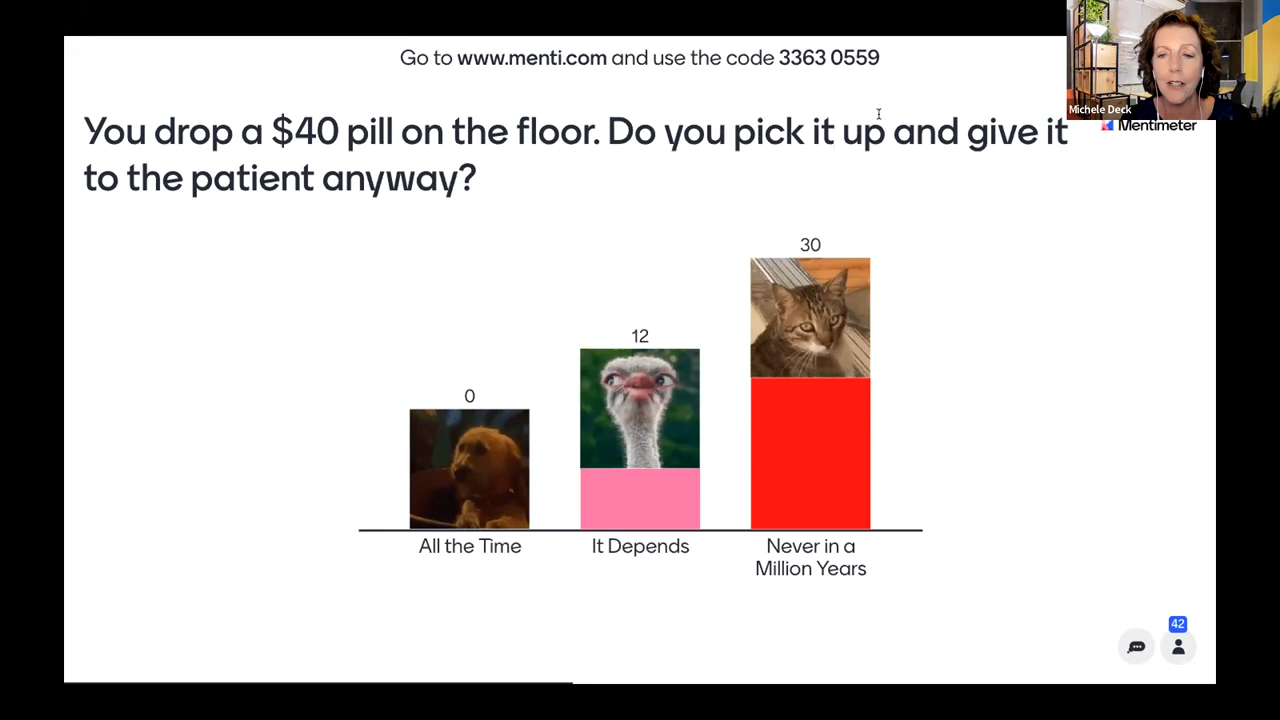 Go to www.menti.com and use the code 3363 0559
Michele Deck
Mentimeter
You drop a $40 pill on the floor. Do you pick it up and give it
to the patient anyway?
0
12
30
All the Time
It Depends
Never in a
Million Years
42